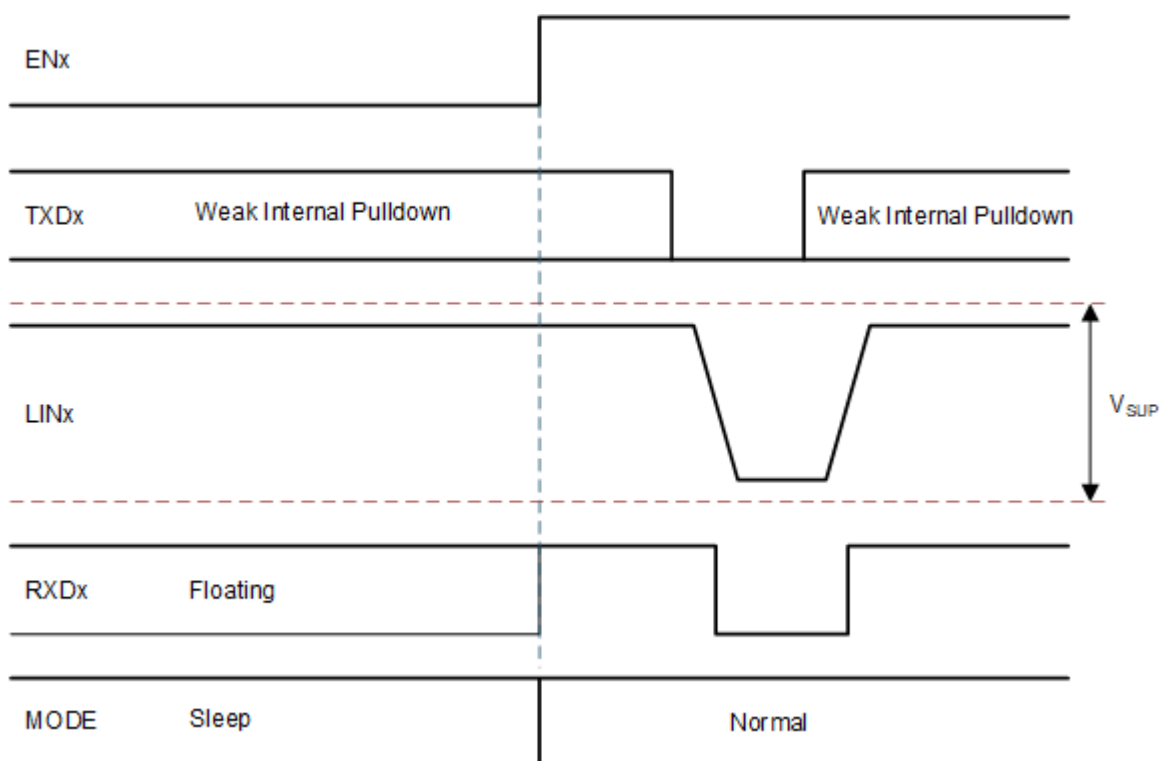 ENx
TXDx Weak Internal Pulldown Weak Internal Pulldown
LINx
VSUP
RXDx Floating
MODE Sleep Normal